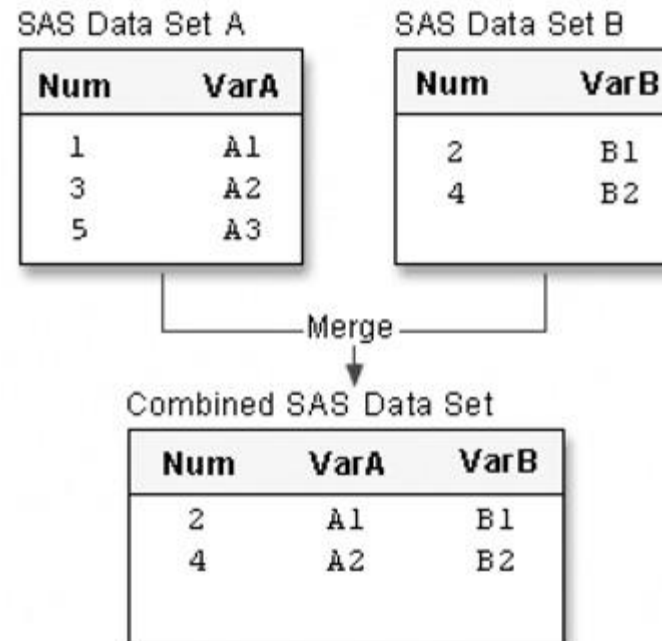 SAS Data Set A
Num VarA
1 A1
3 A2
5 A3
SAS Data Set B
Num VarB
2 B1
4 B2
Merge
Combined SAS Data Set
Num VarA VarB
2 A1 B1
4 A2 B2